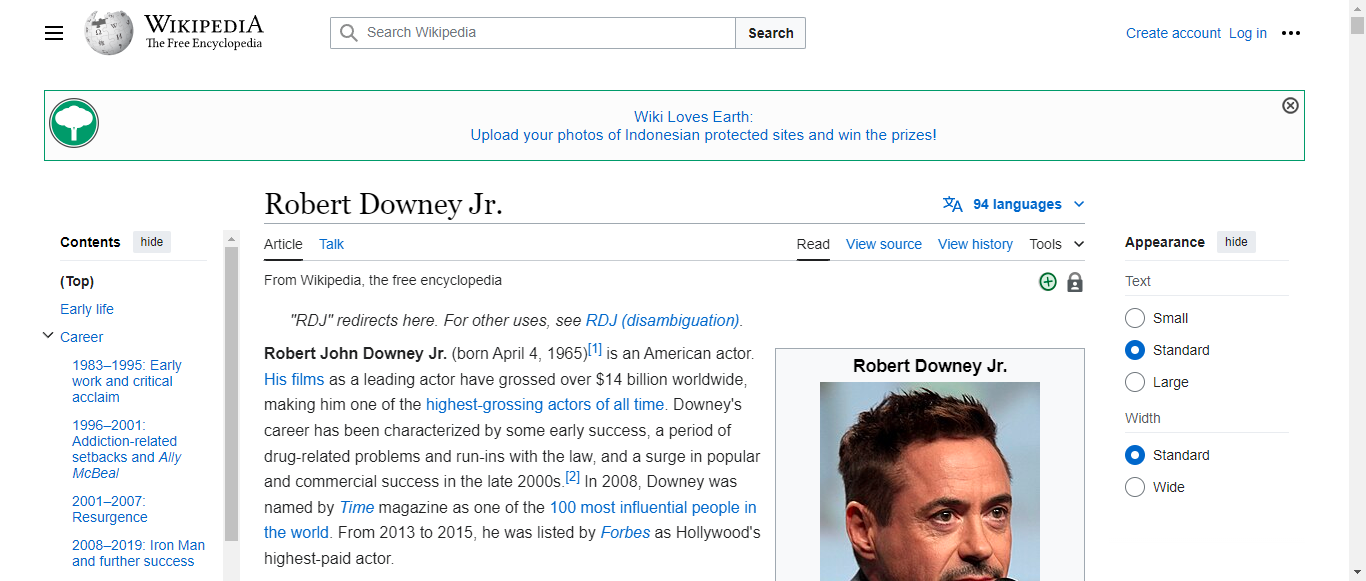 WIKIPEDIA
The Free Encyclopedia
Search Wikipedia
Search
Create account Log in
Wiki Loves Earth:
Upload your photos of Indonesian protected sites and win the prizes!
Robert Downey Jr.
94 languages
Contents hide
(Top)
Early life
Career
1983–1995: Early
work and critical
acclaim
1996–2001:
Addiction-related
setbacks and Ally
McBeal
2001–2007:
Resurgence
2008–2019: Iron Man
and further success
Article Talk
Read View source View history Tools
From Wikipedia, the free encyclopedia
"RDJ" redirects here. For other uses, see RDJ (disambiguation).
Robert John Downey Jr. (born April 4, 1965)[1] is an American actor.
His films as a leading actor have grossed over $14 billion worldwide,
making him one of the highest-grossing actors of all time. Downey's
career has been characterized by some early success, a period of
drug-related problems and run-ins with the law, and a surge in popular
and commercial success in the late 2000s.[2] In 2008, Downey was
named by Time magazine as one of the 100 most influential people in
the world. From 2013 to 2015, he was listed by Forbes as Hollywood's
highest-paid actor.
Robert Downey Jr.
Appearance hide
Text
Small
Standard
Large
Width
Standard
Wide